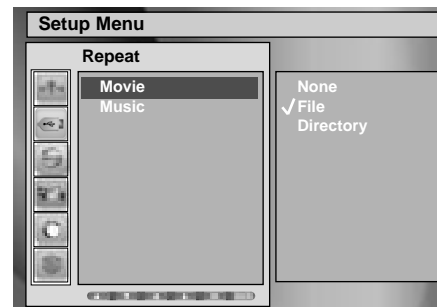 Setup Menu
Repeat
Movie
Music
None
File
Directory